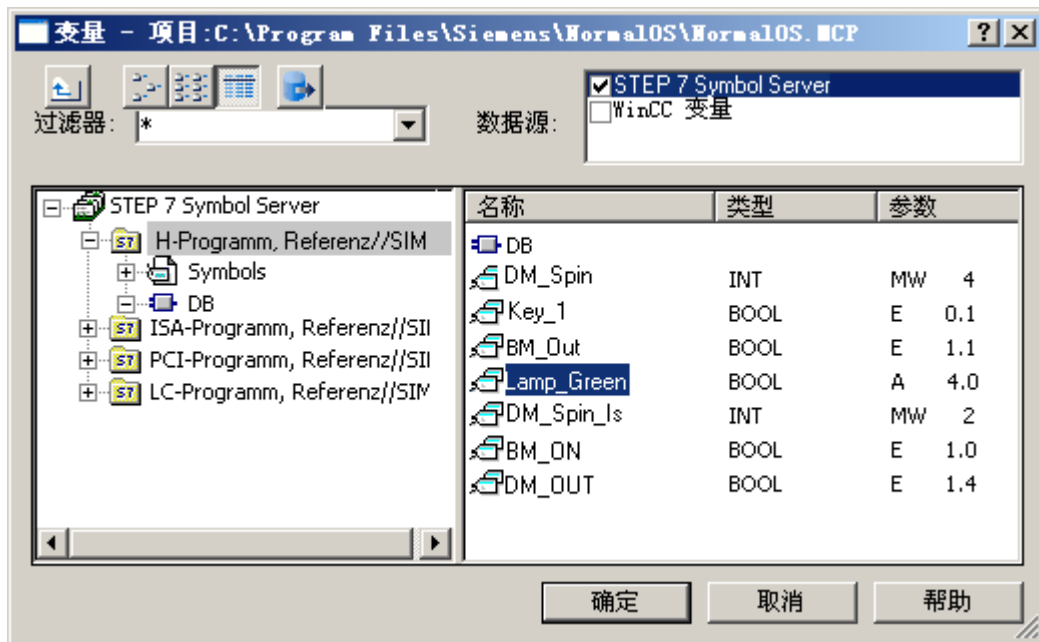 变量 - 项目:C:\Program Files\Siemens\NormalOS\NormalOS.MCP
过滤器: *
数据源:
STEP 7 Symbol Server
WinCC 变量
STEP 7 Symbol Server
H-Programm, Referenz//SIM
Symbols
DB
ISA-Programm, Referenz//SII
PCI-Programm, Referenz//SII
LC-Programm, Referenz//SIM
名称 类型 参数
DB
DM_Spin INT MW 4
Key_1 BOOL E 0.1
BM_Out BOOL E 1.1
Lamp_Green BOOL A 4.0
DM_Spin_Is INT MW 2
BM_ON BOOL E 1.0
DM_OUT BOOL E 1.4
确定 取消 帮助